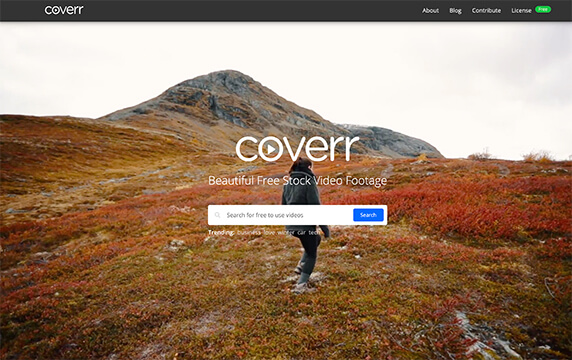 coverr
About Blog Contribute License Free
coverr
Beautiful Free Stock Video Footage
Search for free to use videos Search
Trending: business love winter car tech